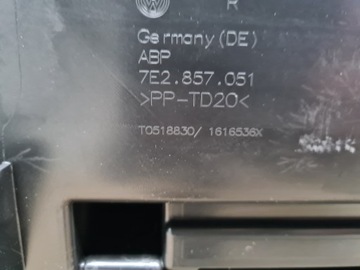 R
Germany (DE)
ABP
7E2.857.051
>PP-TD20<
T0518830/ 1616536X